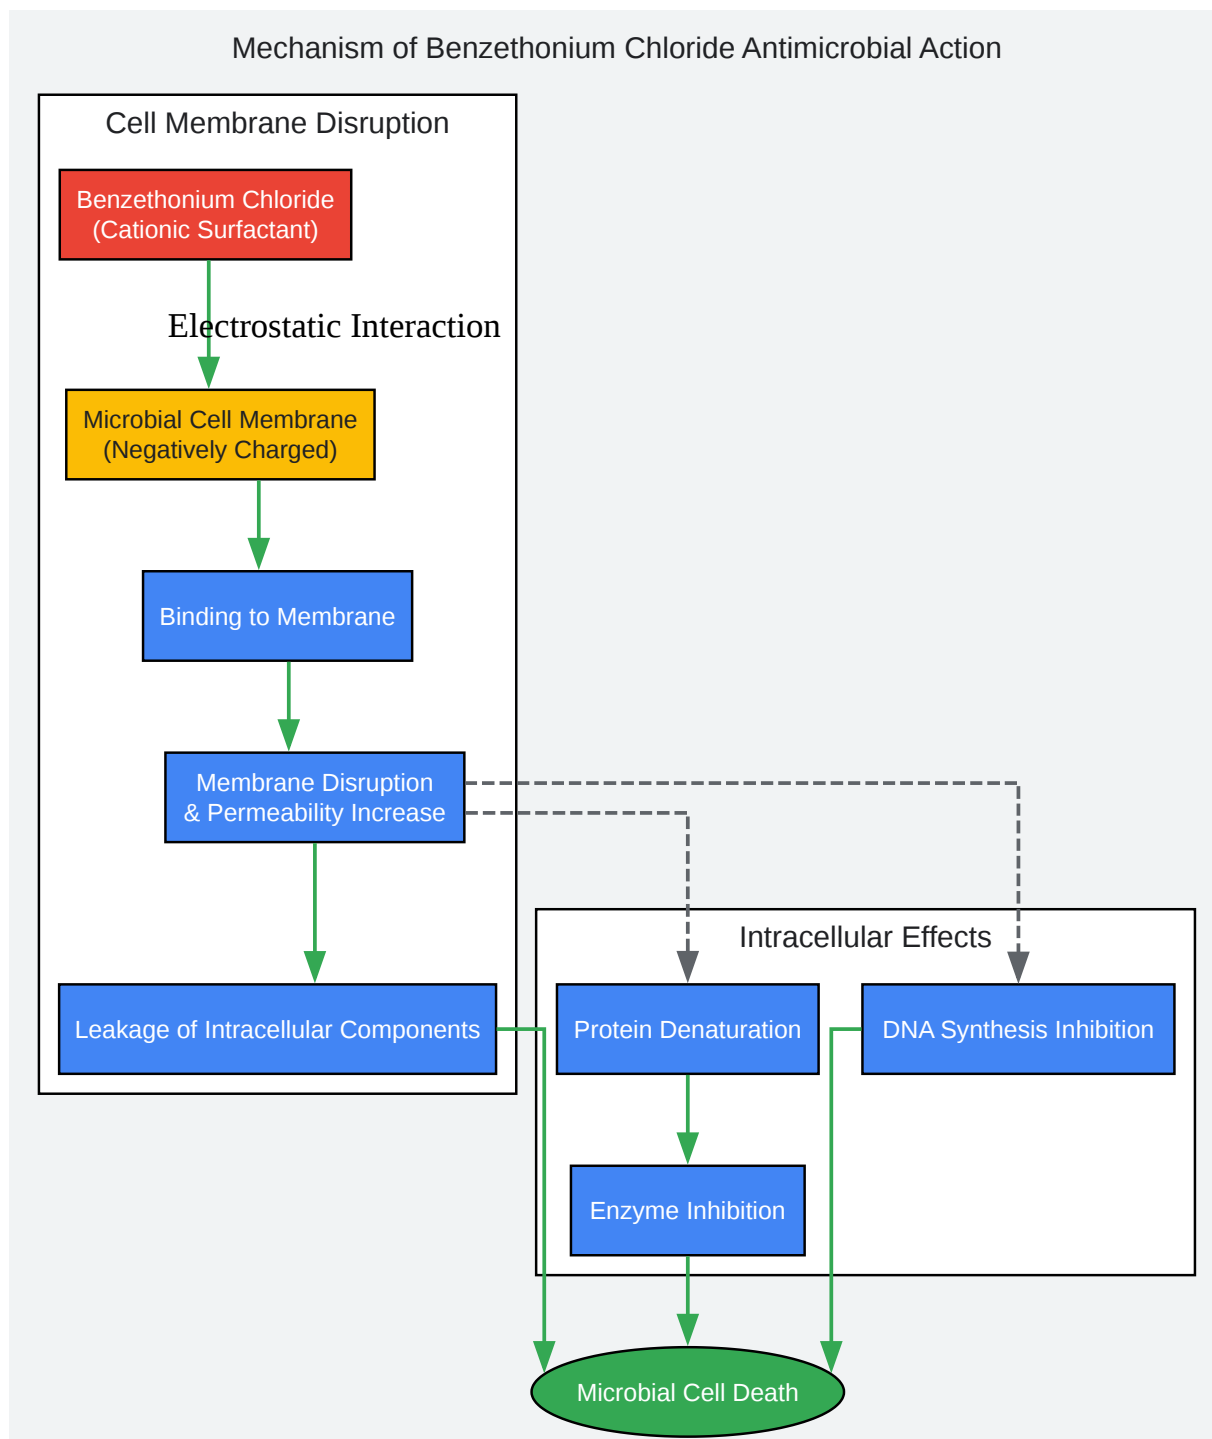 Mechanism of Benzethonium Chloride Antimicrobial Action
Cell Membrane Disruption
Benzethonium Chloride
(Cationic Surfactant)
Electrostatic Interaction
Microbial Cell Membrane
(Negatively Charged)
Binding to Membrane
Membrane Disruption
& Permeability Increase
Leakage of Intracellular Components
Intracellular Effects
Protein Denaturation
DNA Synthesis Inhibition
Enzyme Inhibition
Microbial Cell Death